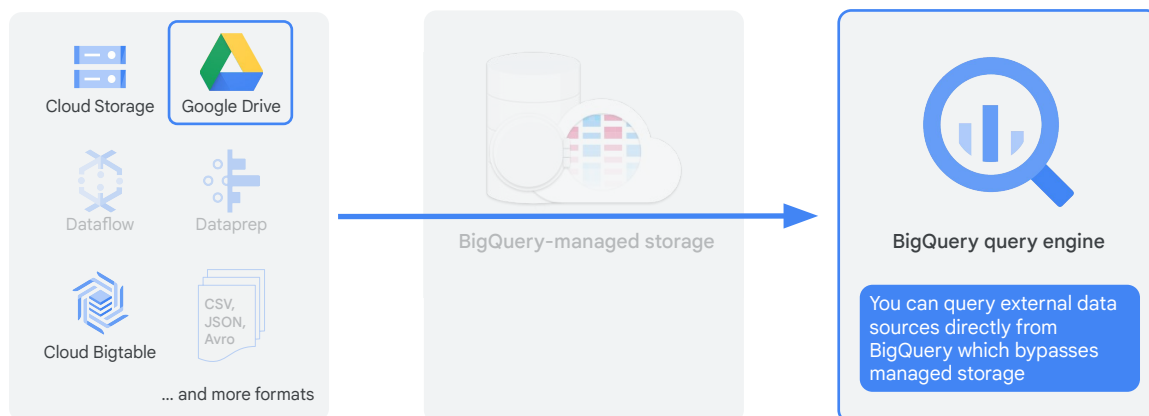 Cloud Storage
Google Drive
Dataflow
Dataprep
Cloud Bigtable
CSV,
JSON,
Avro
... and more formats
BigQuery-managed storage
BigQuery query engine
You can query external data
sources directly from
BigQuery which bypasses
managed storage